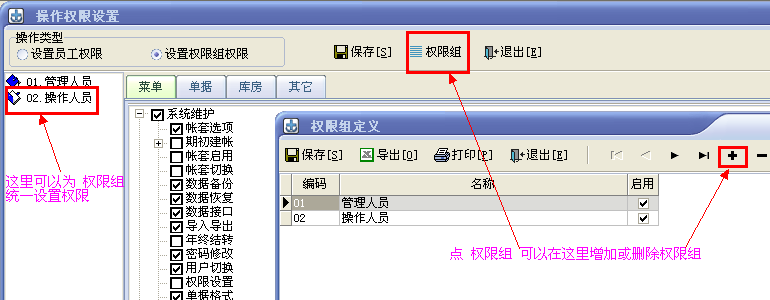 操作权限设置
操作类型
设置员工权限 设置权限组权限
保存[S] 权限组 退出[E]
01.管理人员
02.操作人员
菜单 单据 库房 其它
系统维护
帐套选项
期初建帐
帐套启用
帐套切换
数据备份
数据恢复
数据接口
导入导出
年终结转
密码修改
用户切换
权限设置
单据格式
这里可以为 权限组
统一设置权限
权限组定义
保存[S] 导出[O] 打印[P] 退出[E]
编码 名称 启用
01 管理人员
02 操作人员
点 权限组 可以在这里增加或删除权限组